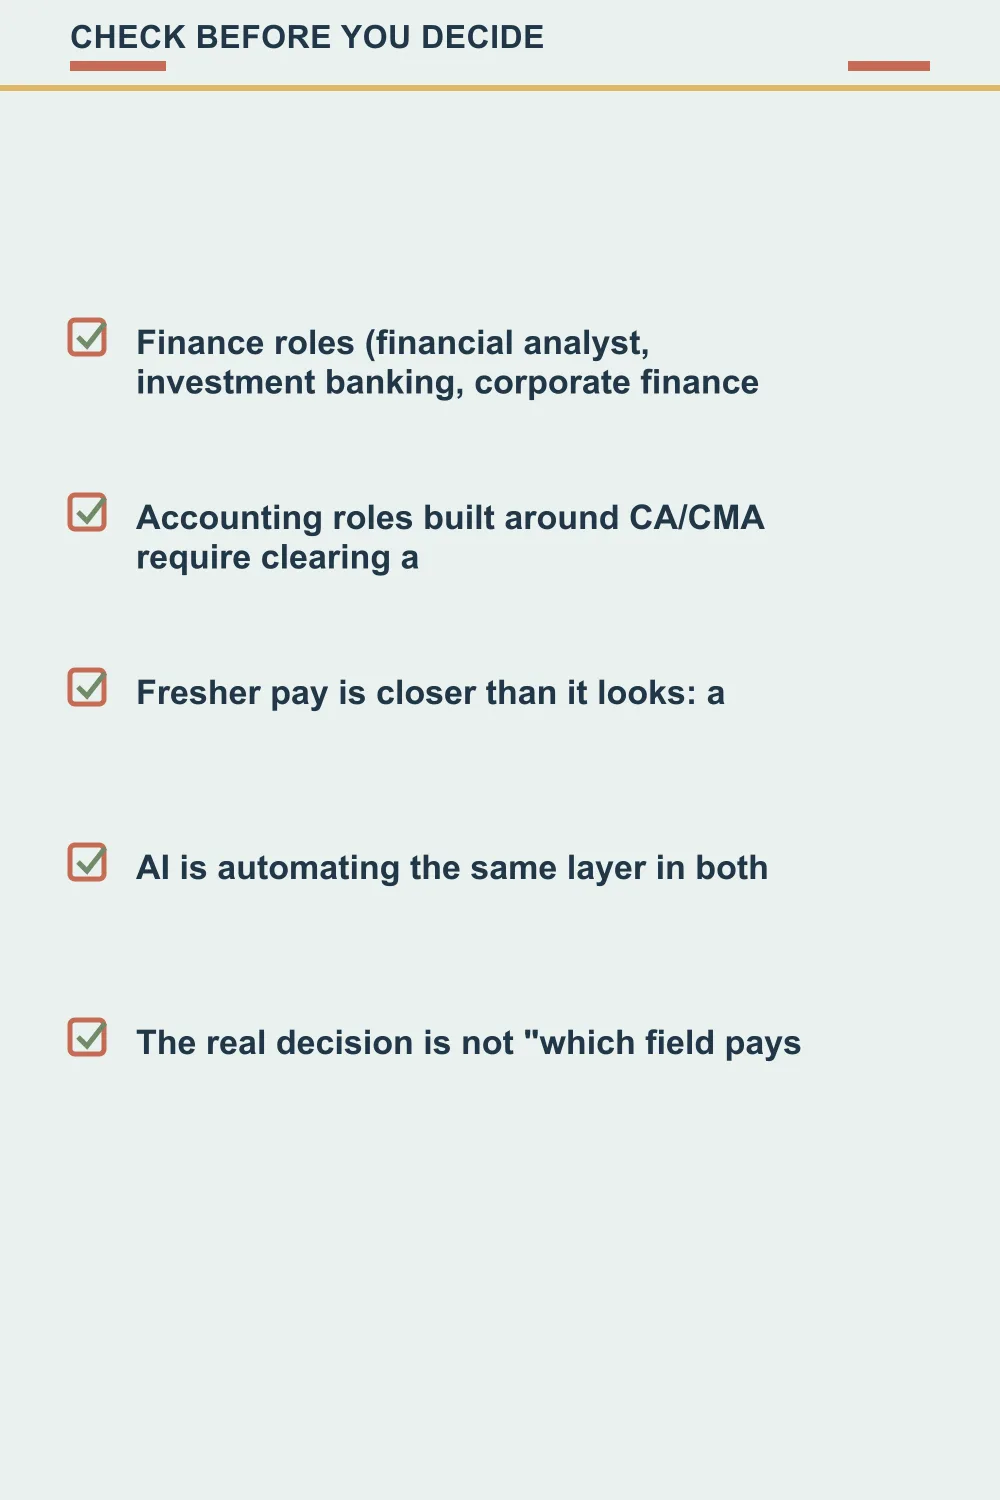 CHECK BEFORE YOU DECIDE
Finance roles (financial analyst,
investment banking, corporate finance
Accounting roles built around CA/CMA
require clearing a
Fresher pay is closer than it looks: a
AI is automating the same layer in both
The real decision is not "which field pays